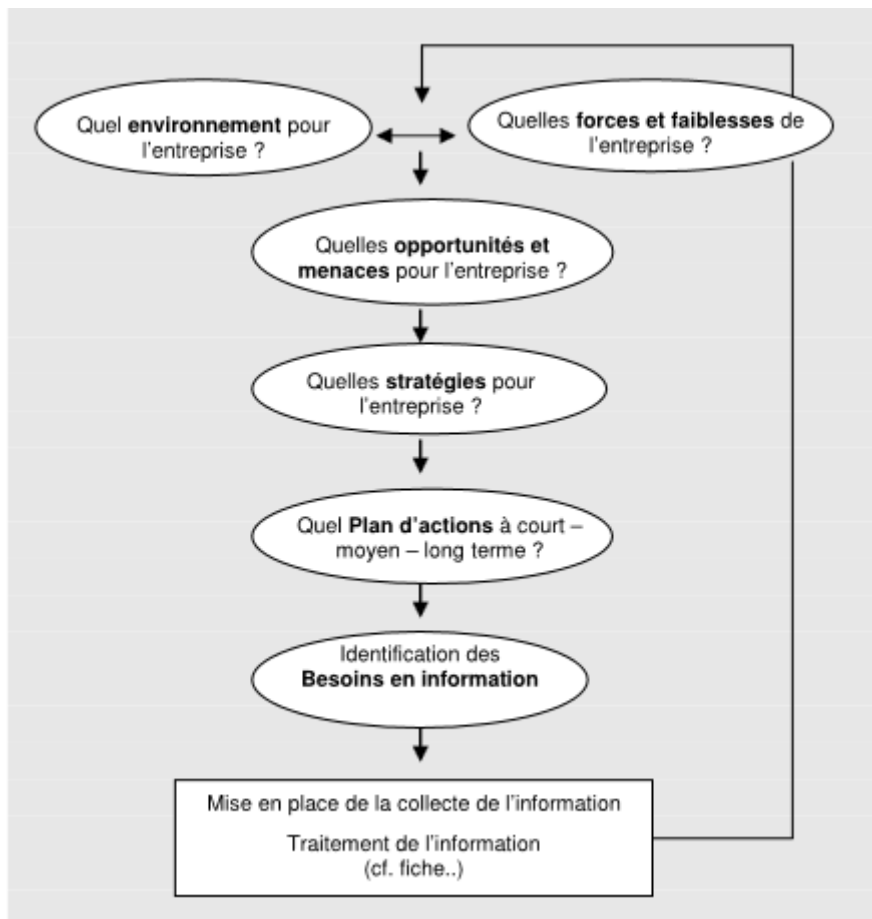 Quel environnement pour
l'entreprise ?
Quelles forces et faiblesses de
l'entreprise ?
Quelles opportunités et
menaces pour l'entreprise ?
Quelles stratégies pour
l'entreprise ?
Quel Plan d'actions à court –
moyen – long terme ?
Identification des
Besoins en information
Mise en place de la collecte de l'information
Traitement de l'information
(cf. fiche..)